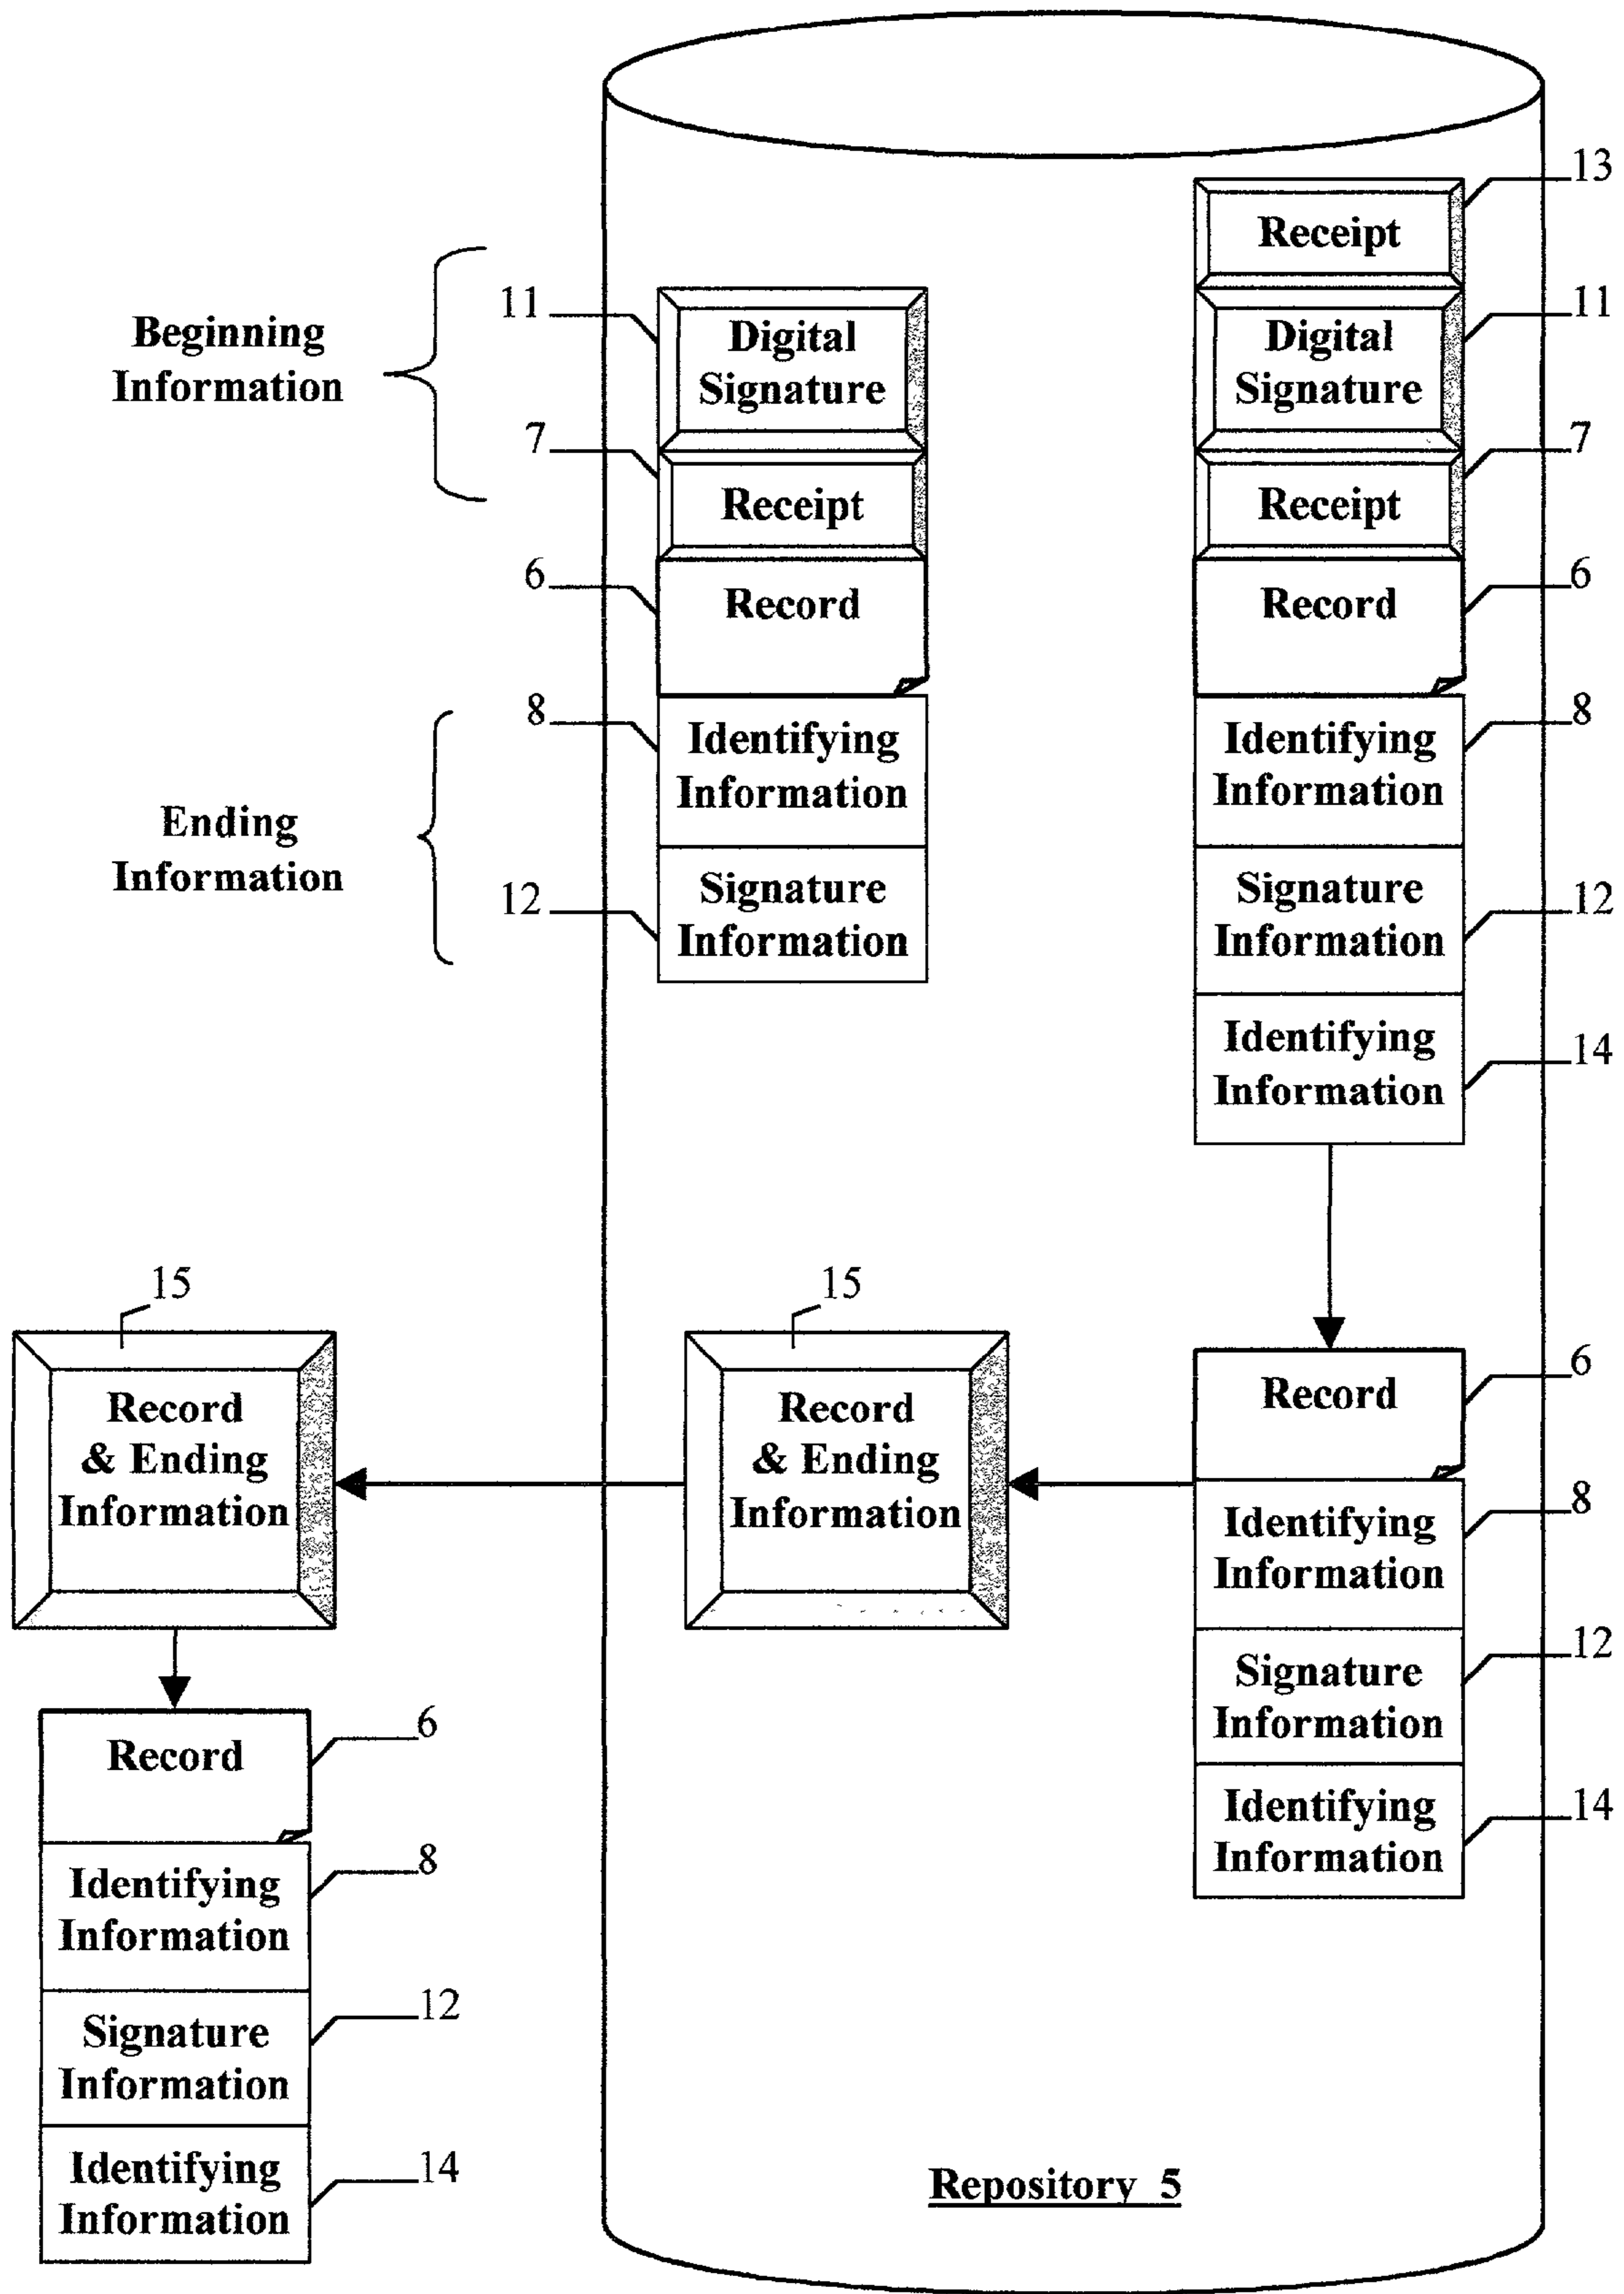 13
Receipt
11
Digital
Signature
11
Digital
Signature
Beginning
Information
7
Receipt
7
Receipt
6
Record
6
Record
8
Identifying
Information
8
Identifying
Information
Ending
Information
12
Signature
Information
12
Signature
Information
Identifying
Information
14
15
Record
& Ending
Information
15
Record
& Ending
Information
6
Record
8
Identifying
Information
12
Signature
Information
14
Identifying
Information
6
Record
8
Identifying
Information
12
Signature
Information
14
Identifying
Information
Repository 5